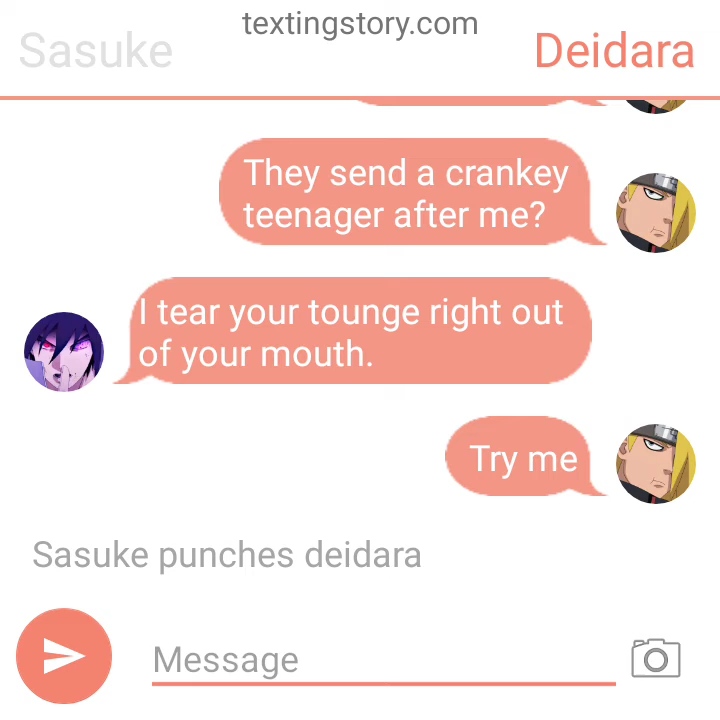 textingstory.com
Sasuke
Deidara
They send a crankey
teenager after me?
I tear your tounge right out
of your mouth.
Try me
Sasuke punches deidara
Message